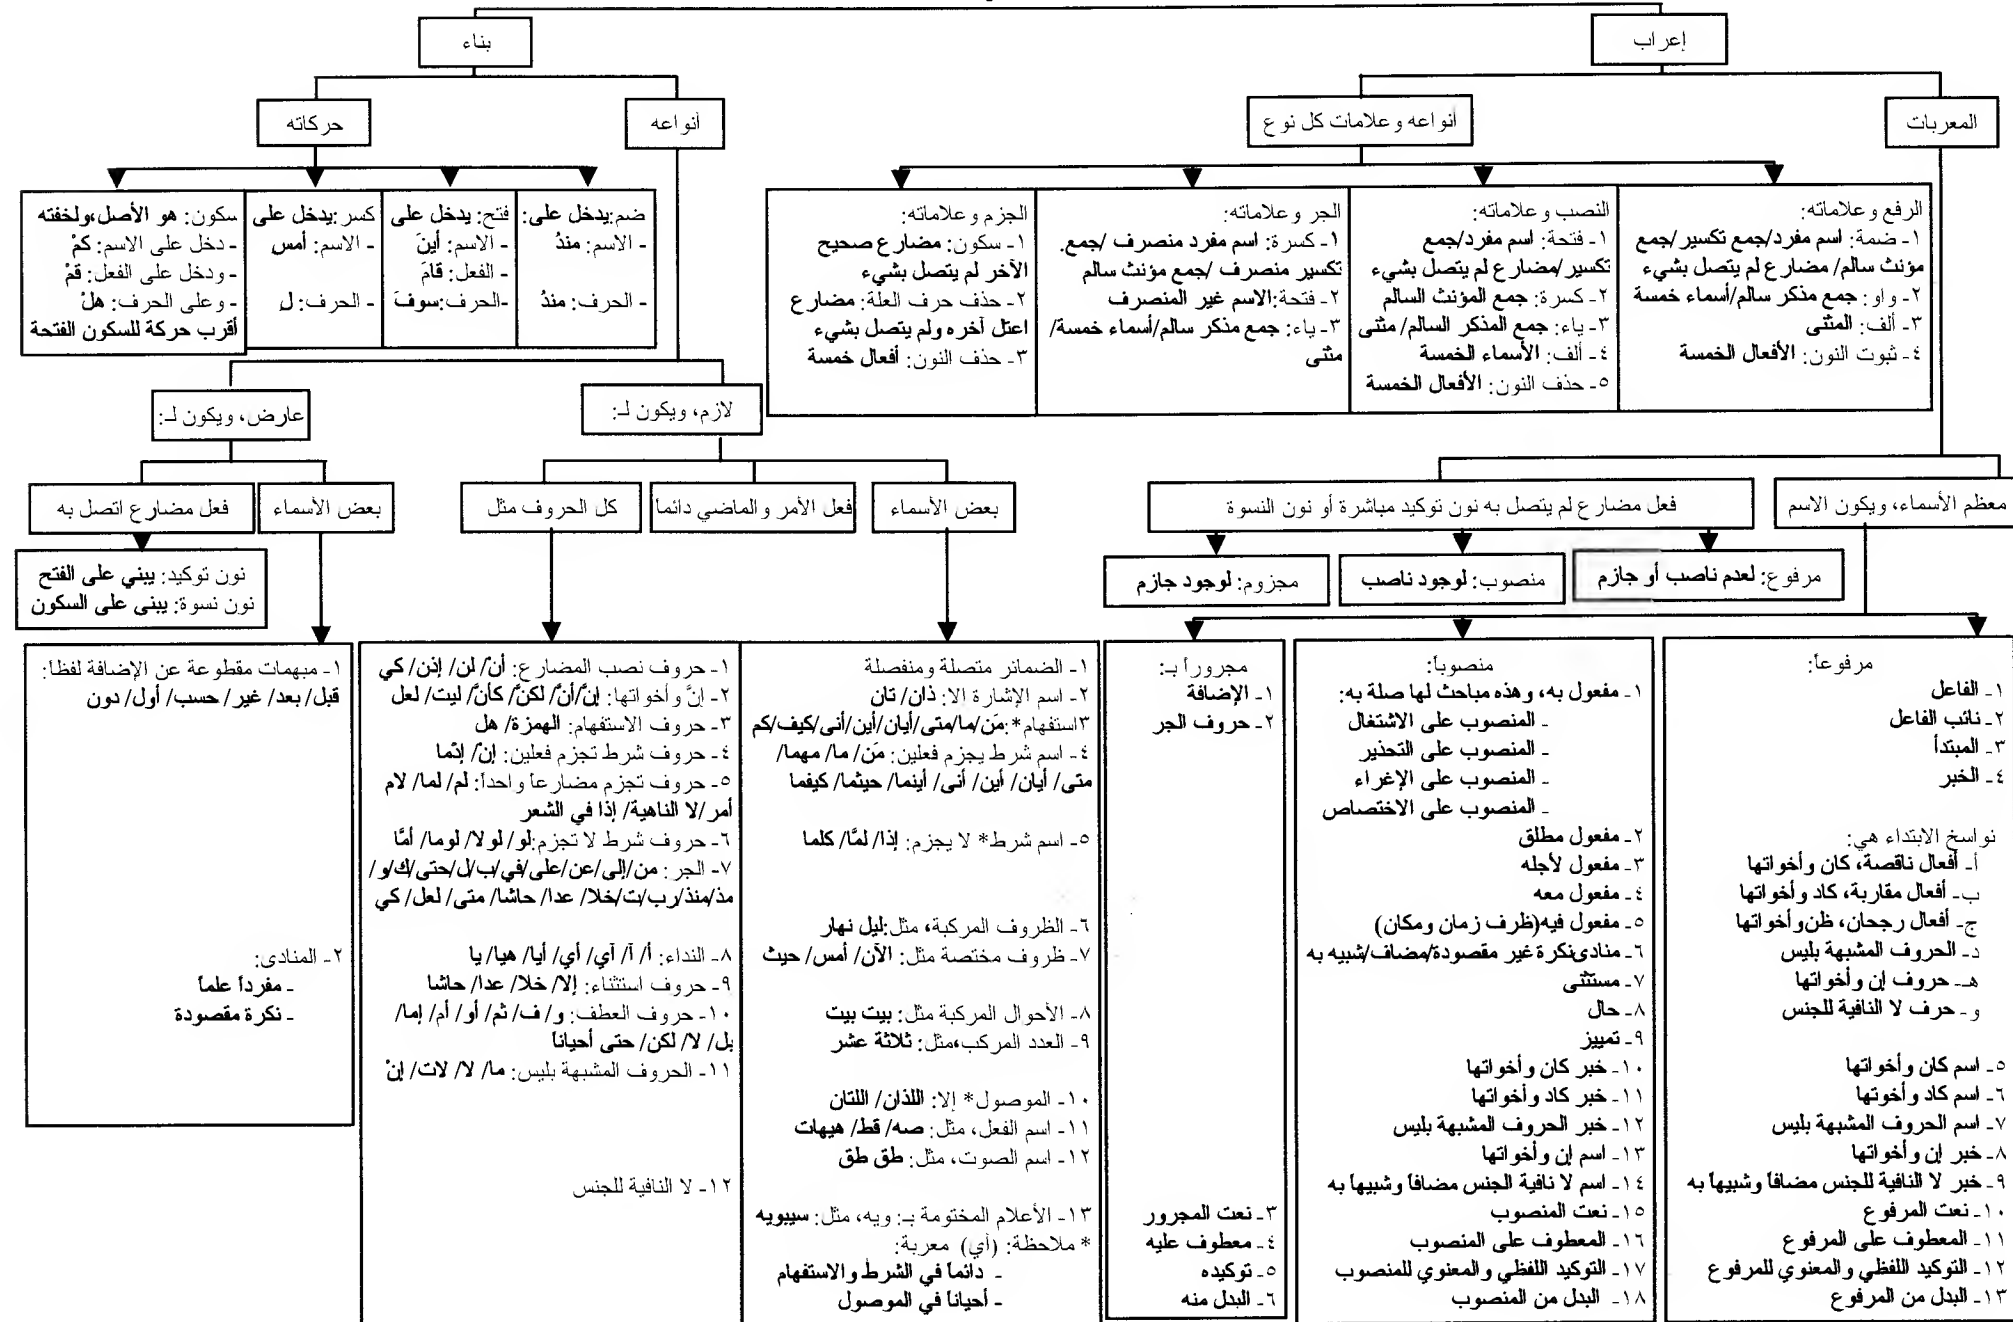 إعراب
بناء
المعربات
أنواعه وعلامات كل نوع
أنواعه
حركاته
الرفع وعلاماته:
١- ضمة: اسم مفرد/جمع تكسير/جمع
مؤنث سالم/ مضارع لم يتصل بشيء
٢- واو: جمع مذكر سالم/أسماء خمسة
٣- ألف: المثنى
٤- ثبوت النون: الأفعال الخمسة
النصب وعلاماته:
١- فتحة: اسم مفرد/جمع
تكسير/مضارع لم يتصل بشيء
٢- كسرة: جمع المؤنث السالم
٣- ياء: جمع المذكر السالم/ مثنى
٤- ألف: الأسماء الخمسة
٥- حذف النون: الأفعال الخمسة
الجر وعلاماته:
١- كسرة: اسم مفرد منصرف /جمع.
تكسير منصرف /جمع مؤنث سالم
٢- فتحة:الاسم غير المنصرف
٣- ياء: جمع مذكر سالم/أسماء خمسة/
مثنى
الجزم وعلاماته:
١- سكون: مضارع صحيح
الآخر لم يتصل بشيء
٢- حذف حرف العلة: مضارع
اعتل آخره ولم يتصل بشيء
٣- حذف النون: أفعال خمسة
ضم:يدخل على:
- الاسم: منذُ
- الحرف: منذُ
فتح: يدخل على
- الاسم: أينَ
- الفعل: قامَ
-الحرف:سوفَ
كسر:يدخل على
- الاسم: أمسِ
- الحرف: لِ
سكون: هو الأصل،ولخفته
- دخل على الاسم: كمْ
- ودخل على الفعل: قمْ
- وعلى الحرف: هلْ
أقرب حركة للسكون الفتحة
لازم، ويكون لـ:
عارض، ويكون لـ:
معظم الأسماء، ويكون الاسم
فعل مضارع لم يتصل به نون توكيد مباشرة أو نون النسوة
بعض الأسماء
فعل الأمر والماضي دائماً
كل الحروف مثل
بعض الأسماء
فعل مضارع اتصل به
مرفوع: لعدم ناصب أو جازم
منصوب: لوجود ناصب
مجزوم: لوجود جازم
نون توكيد: يبني على الفتح
نون نسوة: يبنى على السكون
مرفوعاً:
١- الفاعل
٢- نائب الفاعل
٣- المبتدأ
٤- الخبر
نواسخ الابتداء هي:
أ- أفعال ناقصة، كان وأخواتها
ب- أفعال مقاربة، كاد وأخواتها
ج- أفعال رجحان، ظن وأخواتها
د- الحروف المشبهة بليس
هـ- حروف إن وأخواتها
و- حرف لا النافية للجنس
٥- اسم كان وأخواتها
٦- اسم كاد وأخوتها
٧- اسم الحروف المشبهة بليس
٨- خبر إن وأخواتها
٩- خبر لا النافية للجنس مضافاً وشبيهاً به
١٠- نعت المرفوع
١١- المعطوف على المرفوع
١٢- التوكيد اللفظي والمعنوي للمرفوع
١٣- البدل من المرفوع
منصوباً:
١- مفعول به، وهذه مباحث لها صلة به:
- المنصوب على الاشتغال
- المنصوب على التحذير
- المنصوب على الإغراء
- المنصوب على الاختصاص
٢- مفعول مطلق
٣- مفعول لأجله
٤- مفعول معه
٥- مفعول فيه(ظرف زمان ومكان)
٦- منادى نكرة غير مقصودة/مضاف/شبيه به
٧- مستثنى
٨- حال
٩- تمييز
١٠- خبر كان وأخواتها
١١- خبر كاد وأخواتها
١٢- خبر الحروف المشبهة بليس
١٣- اسم إن وأخواتها
١٤- اسم لا نافية الجنس مضافاً وشبيهاً به
١٥- نعت المنصوب
١٦- المعطوف على المنصوب
١٧- التوكيد اللفظي والمعنوي للمنصوب
١٨- البدل من المنصوب
مجروراً بـ:
١- الإضافة
٢- حروف الجر
٣- نعت المجرور
٤- معطوف عليه
٥- توكيده
٦- البدل منه
١- الضمائر متصلة ومنفصلة
٢- اسم الإشارة إلا: ذان/ تان
٣استفهام*:مَن/ما/متى/أيان/أين/أنى/كيف/كم
٤- اسم شرط يجزم فعلين: مَن/ ما/ مهما/
متى/ أيان/ أين/ أنى/ أينما/ حيثما/ كيفما
٥- اسم شرط* لا يجزم: إذا/ لمَّا/ كلما
٦- الظروف المركبة، مثل:ليل نهار
٧- ظروف مختصة مثل: الآن/ أمس/ حيث
٨- الأحوال المركبة مثل: بيت بيت
٩- العدد المركب،مثل: ثلاثة عشر
١٠- الموصول* إلا: اللذان/ اللتان
١١- اسم الفعل، مثل: صه/ قط/ هيهات
١٢- اسم الصوت، مثل: طق طق
١٣- الأعلام المختومة بـ: ويه، مثل: سيبويه
* ملاحظة: (أي) معربة:
- دائماً في الشرط والاستفهام
- أحياناً في الموصول
١- حروف نصب المضارع: أنْ/ لن/ إذن/ كي
٢- إنَّ وأخواتها: إنَّ/أنَّ/ لكنَّ/ كأنَّ/ ليت/ لعل
٣- حروف الاستفهام: الهمزة/ هل
٤- حروف شرط تجزم فعلين: إنْ/ إذما
٥- حروف تجزم مضارعاً واحداً: لم/ لما/ لام
أمر/لا الناهية/ إذا في الشعر
٦- حروف شرط لا تجزم:لو/ لولا/ لوما/ أمَّا
٧- الجر: من/إلى/عن/على/في/ب/ل/حتى/ك/و/
مذ/منذ/رب/ت/خلا/ عدا/ حاشا/ متى/ لعل/ كي
٨- النداء: أ/ آ/ آي/ أي/ أيا/ هيا/ يا
٩- حروف استثناء: إلا/ خلا/ عدا/ حاشا
١٠- حروف العطف: و/ ف/ ثم/ أو/ أم/ إما/
بل/ لا/ لكن/ حتى أحياناً
١١- الحروف المشبهة بليس: ما/ لا/ لات/ إنْ
١٢- لا النافية للجنس
١- مبهمات مقطوعة عن الإضافة لفظاً:
قبل/ بعد/ غير/ حسب/ أول/ دون
٢- المنادى:
- مفرداً علماً
- نكرة مقصودة